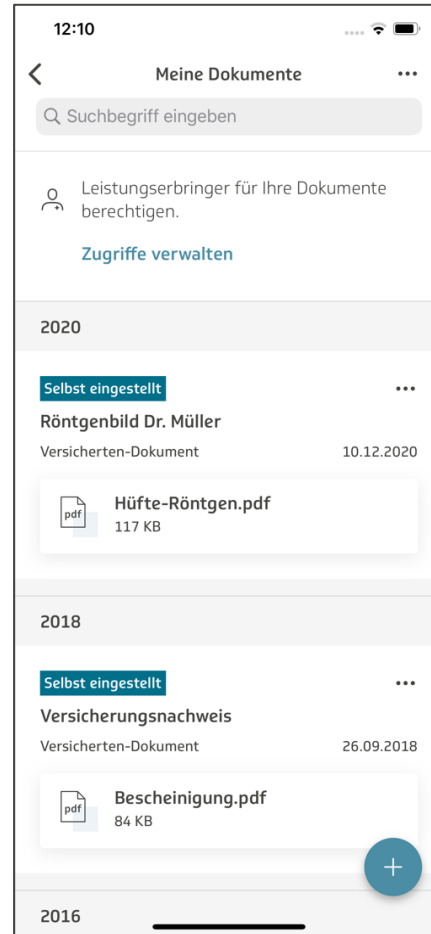 12:10
Meine Dokumente
Suchbegriff eingeben
Leistungserbringer für Ihre Dokumente
berechtigen.
Zugriffe verwalten
2020
Selbst eingestellt
Röntgenbild Dr. Müller
Versicherten-Dokument 10.12.2020
pdf Hüfte-Röntgen.pdf
117 KB
2018
Selbst eingestellt
Versicherungsnachweis
Versicherten-Dokument 26.09.2018
pdf Bescheinigung.pdf
84 KB
2016